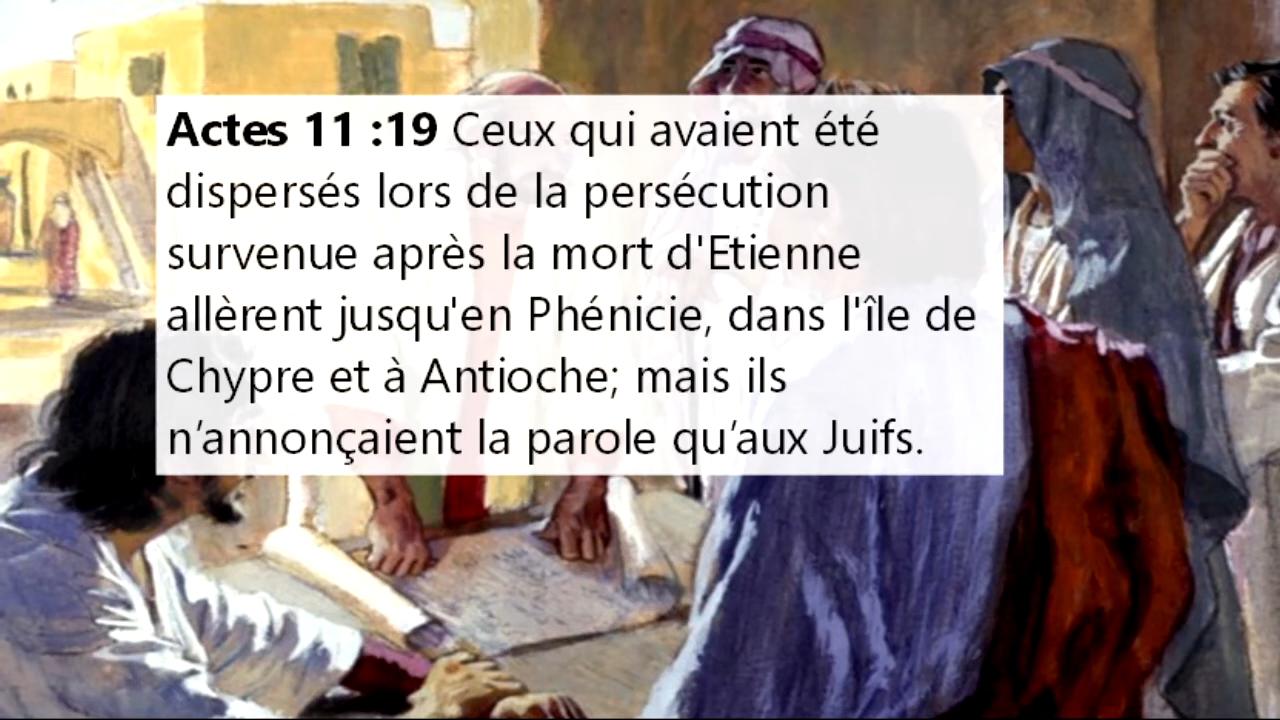 Actes 11 :19 Ceux qui avaient été
dispersés lors de la persécution
survenue après la mort d'Etienne
allèrent jusqu'en Phénicie, dans l'île de
Chypre et à Antioche; mais ils
n’annonçaient la parole qu’aux Juifs.